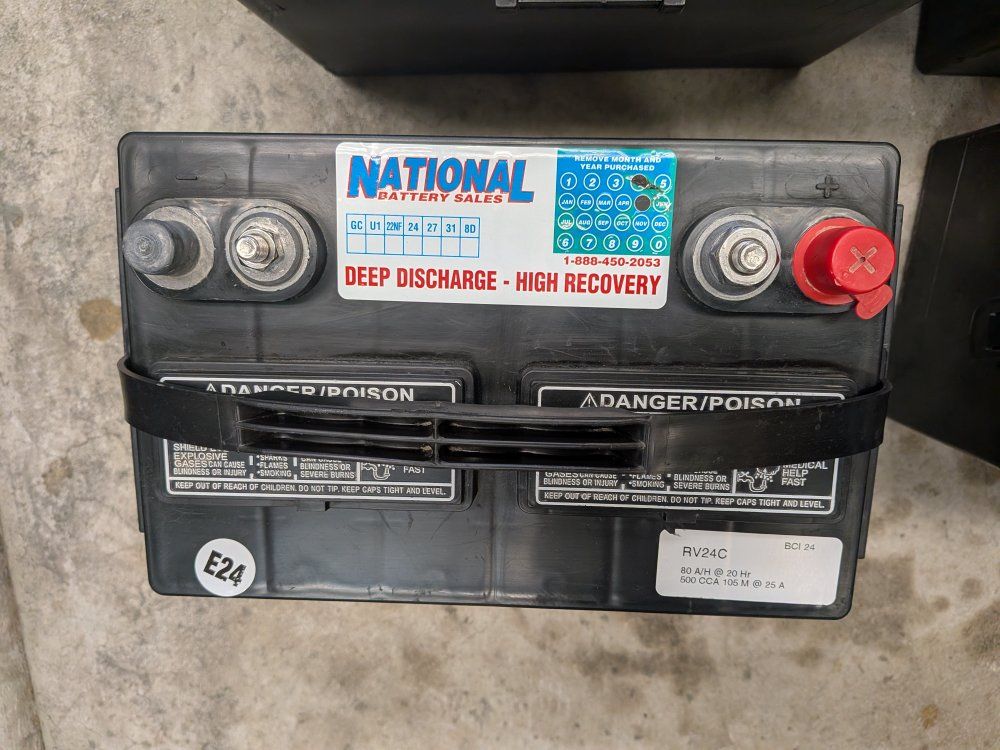 NATIONAL
BATTERY SALES
GC U1 22NF 24 27 31 8D
DEEP DISCHARGE - HIGH RECOVERY
REMOVE MONTH AND
YEAR PURCHASED
1 2 3 5
JAN FEB MAR APR JUN
JUL AUG SEP OCT NOV DEC
6 7 8 9 0
1-888-450-2053
- +
⚠DANGER/POISON
SHIELD
EXPLOSIVE
GASES CAN CAUSE
BLINDNESS OR INJURY
•SPARKS
•FLAMES
•SMOKING
CAN CAUSE
BLINDNESS OR
SEVERE BURNS
FAST
KEEP OUT OF REACH OF CHILDREN. DO NOT TIP. KEEP CAPS TIGHT AND LEVEL.
⚠DANGER/POISON
GASES CAN CAUSE
BLINDNESS OR INJURY
•FLAMES
•SMOKING
BLINDNESS OR
SEVERE BURNS
MEDICAL
HELP
FAST
KEEP OUT OF REACH OF CHILDREN. DO NOT TIP. KEEP CAPS TIGHT AND LEVEL.
E24
RV24C BCI 24
80 A/H @ 20 Hr
500 CCA 105 M @ 25 A